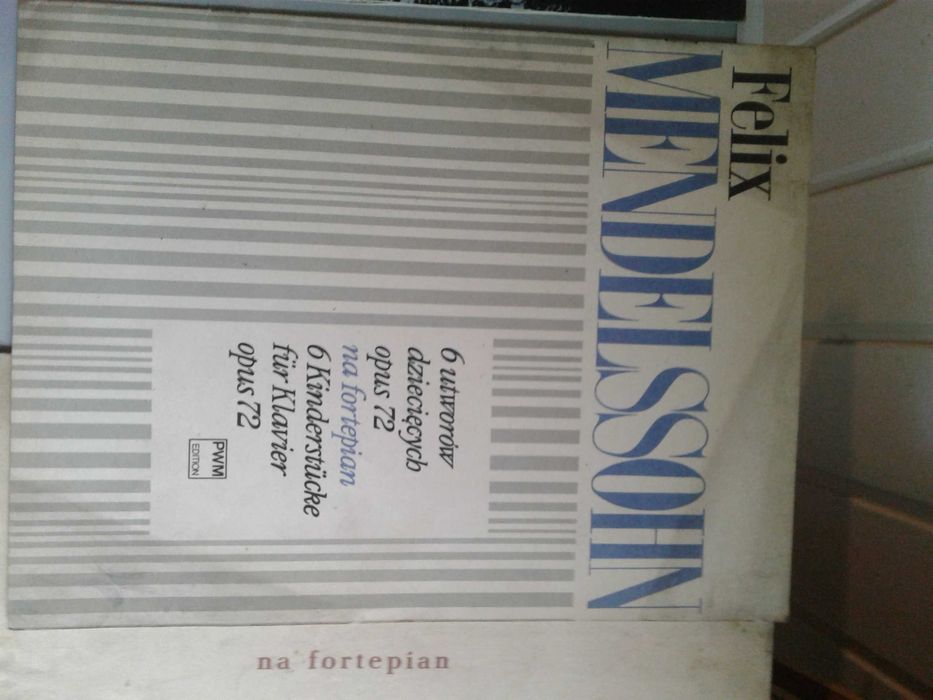 Felix
MENDELSSOHN
6 utworów
dziecięcych
opus 72
na fortepian
6 Kinderstücke
für Klavier
opus 72
PWM
EDITION
na fortepian